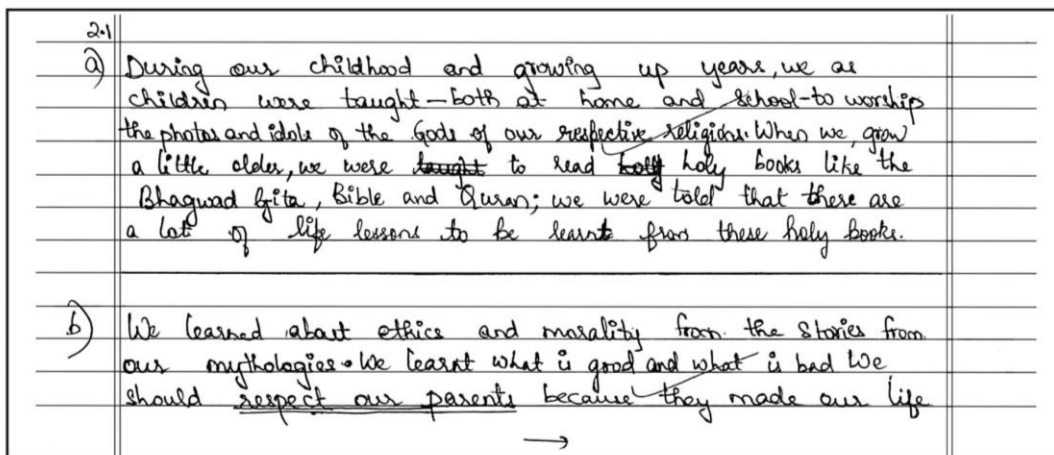 2.1
a) During our childhood and growing up years, we as
children were taught – both at home and school - to worship
the photos and idols of the Gods of our respective religions. When we grow
a little older, we were taught to read holy holy books like the
Bhagwad Gita, Bible and Quran; we were told that there are
a lot of life lessons to be learnt from these holy books.
b) We learned about ethics and morality from the stories from
our mythologies. We learnt what is good and what is bad We
should respect our parents because they made our life
→